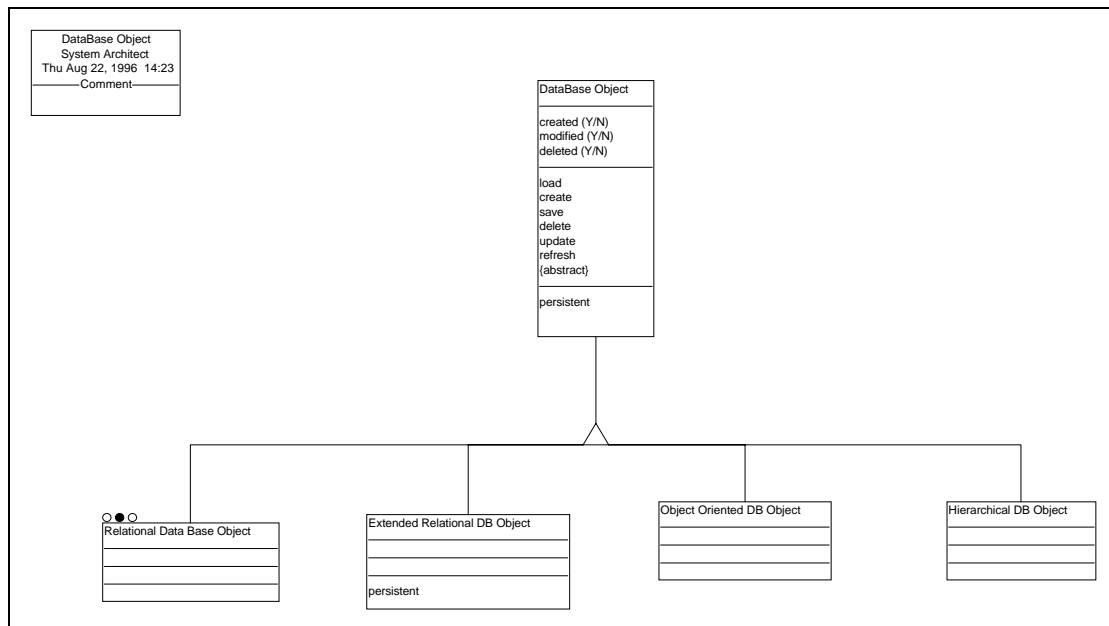 DataBase Object
System Architect
Thu Aug 22, 1996 14:23
Comment
DataBase Object
created (Y/N)
modified (Y/N)
deleted (Y/N)
load
create
save
delete
update
refresh
{abstract}
persistent
Relational Data Base Object
Extended Relational DB Object
persistent
Object Oriented DB Object
Hierarchical DB Object